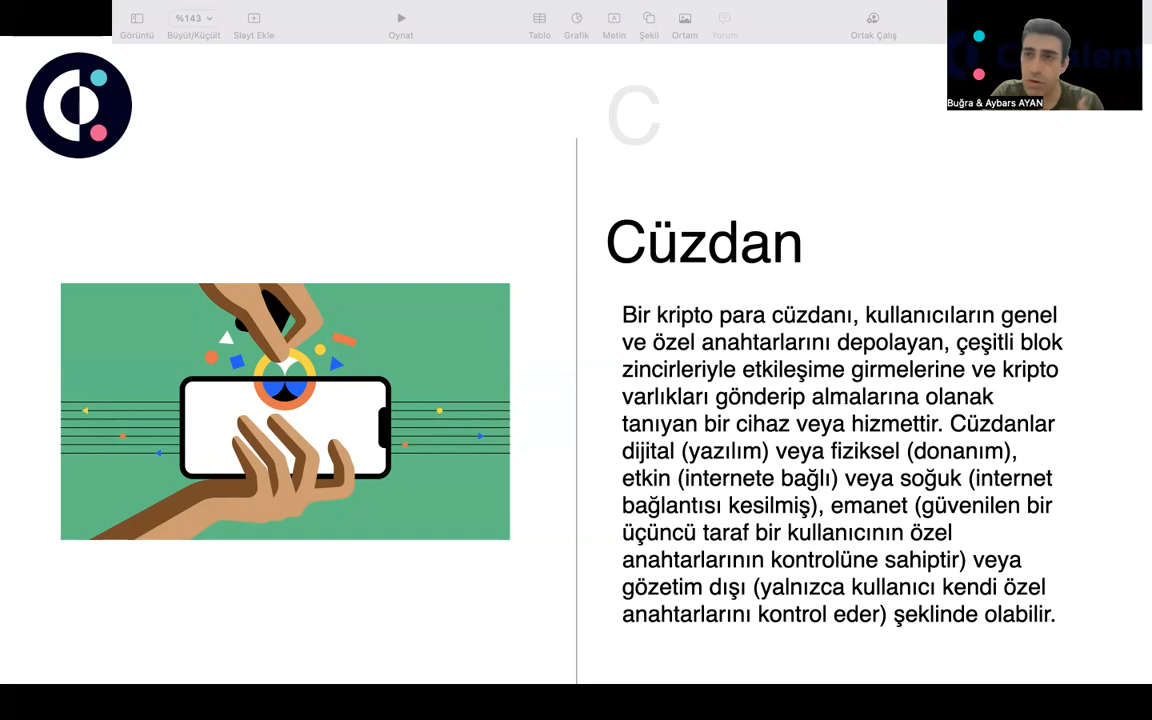 %143
Görüntü
Büyüt/Küçült
Slayt Ekle
Oynat
Tablo
Grafik
Metin
Şekil
Ortam
Yorum
Ortak Çalış
Buğra & Aybars AYAN
C
Cüzdan
Bir kripto para cüzdanı, kullanıcıların genel
ve özel anahtarlarını depolayan, çeşitli blok
zincirleriyle etkileşime girmelerine ve kripto
varlıkları gönderip almalarına olanak
tanıyan bir cihaz veya hizmettir. Cüzdanlar
dijital (yazılım) veya fiziksel (donanım),
etkin (internete bağlı) veya soğuk (internet
bağlantısı kesilmiş), emanet (güvenilen bir
üçüncü taraf bir kullanıcının özel
anahtarlarının kontrolüne sahiptir) veya
gözetim dışı (yalnızca kullanıcı kendi özel
anahtarlarını kontrol eder) şeklinde olabilir.